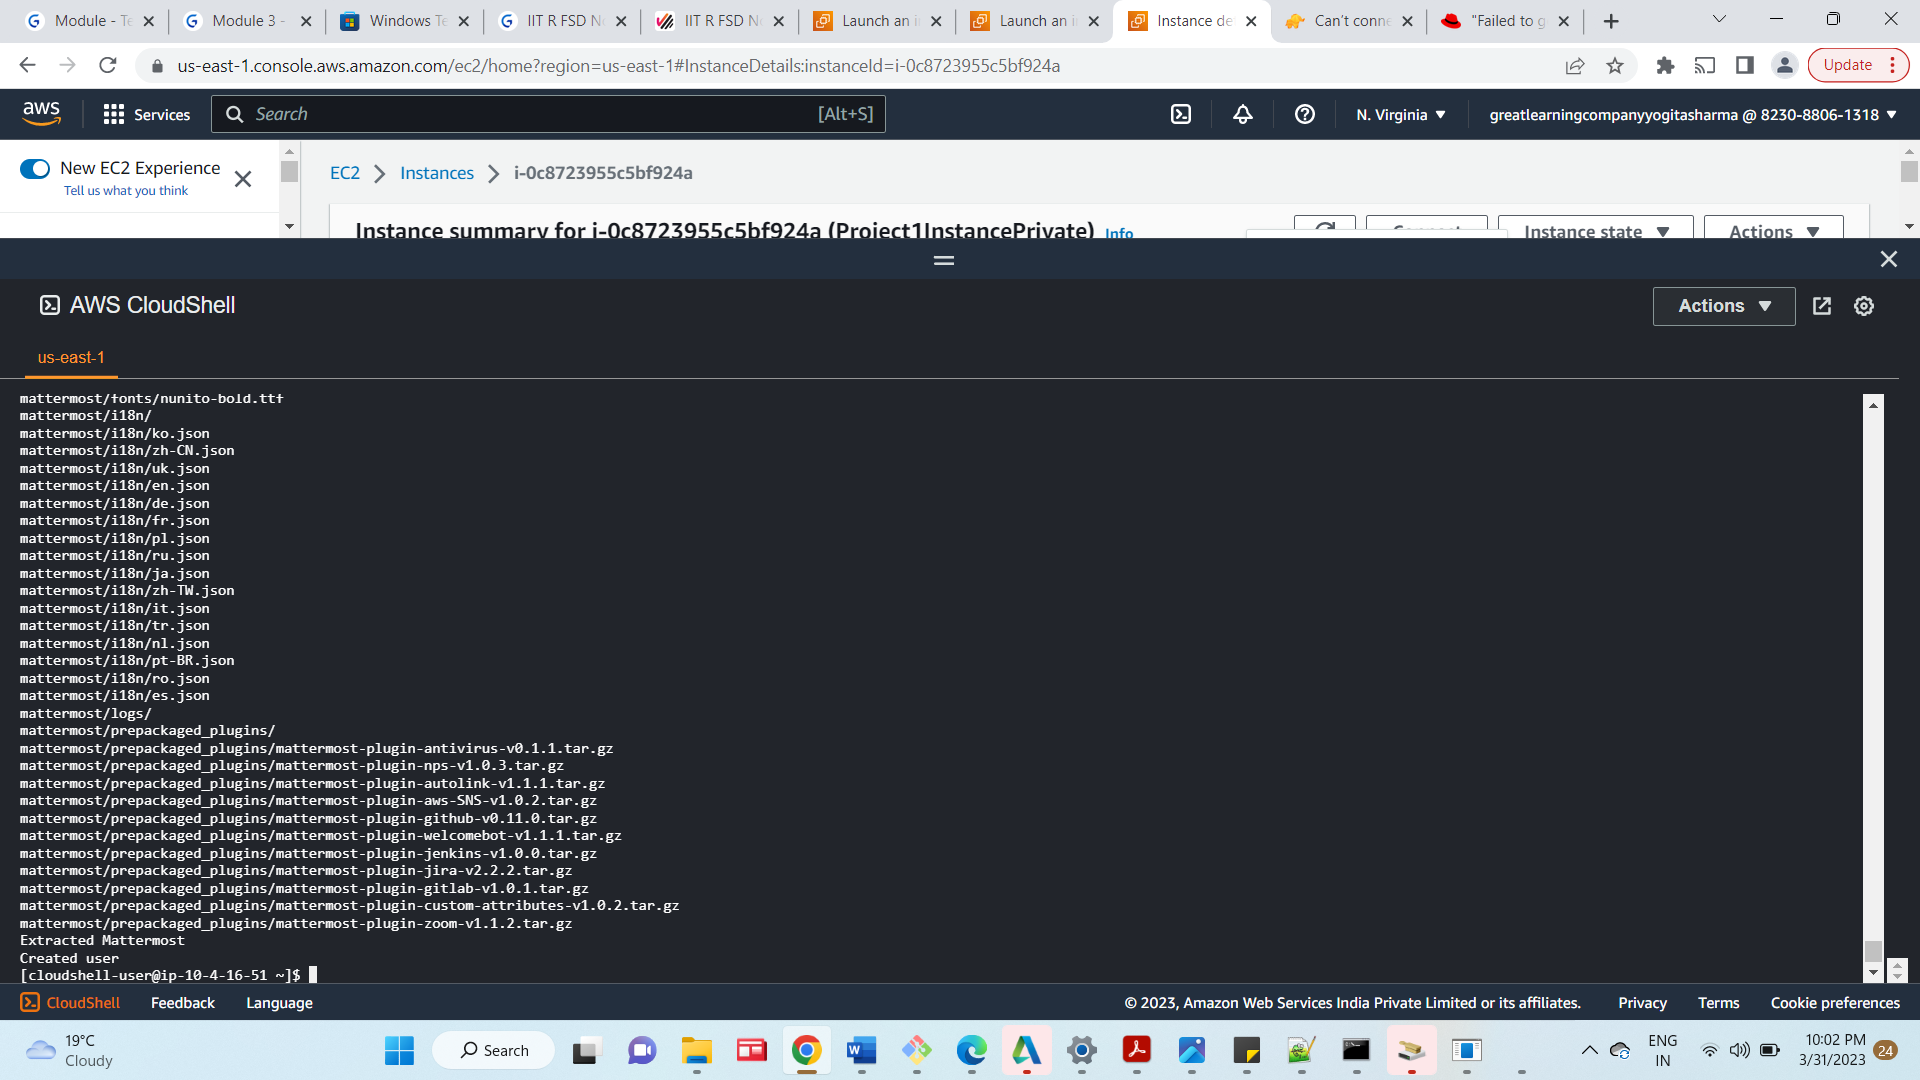 Module - Te
Module 3 -
Windows Te
IIT R FSD No
IIT R FSD No
Launch an in
Launch an in
Instance det
Can't conne
"Failed to g
us-east-1.console.aws.amazon.com/ec2/home?region=us-east-1#InstanceDetails:instanceId=i-0c8723955c5bf924a
Update
aws
Services
Search
[Alt+S]
N. Virginia
greatlearningcompanyyogitasharma @ 8230-8806-1318
New EC2 Experience
Tell us what you think
EC2
Instances
i-0c8723955c5bf924a
Instance summary for i-0c8723955c5bf924a (Project1InstancePrivate)
Info
Connect
Instance state
Actions
AWS CloudShell
Actions
us-east-1
mattermost/fonts/nunito-bold.ttf
mattermost/i18n/
mattermost/i18n/ko.json
mattermost/i18n/zh-CN.json
mattermost/i18n/uk.json
mattermost/i18n/en.json
mattermost/i18n/de.json
mattermost/i18n/fr.json
mattermost/i18n/pl.json
mattermost/i18n/ru.json
mattermost/i18n/ja.json
mattermost/i18n/zh-TW.json
mattermost/i18n/it.json
mattermost/i18n/tr.json
mattermost/i18n/nl.json
mattermost/i18n/pt-BR.json
mattermost/i18n/ro.json
mattermost/i18n/es.json
mattermost/logs/
mattermost/prepackaged_plugins/
mattermost/prepackaged_plugins/mattermost-plugin-antivirus-v0.1.1.tar.gz
mattermost/prepackaged_plugins/mattermost-plugin-nps-v1.0.3.tar.gz
mattermost/prepackaged_plugins/mattermost-plugin-autolink-v1.1.1.tar.gz
mattermost/prepackaged_plugins/mattermost-plugin-aws-SNS-v1.0.2.tar.gz
mattermost/prepackaged_plugins/mattermost-plugin-github-v0.11.0.tar.gz
mattermost/prepackaged_plugins/mattermost-plugin-welcomebot-v1.1.1.tar.gz
mattermost/prepackaged_plugins/mattermost-plugin-jenkins-v1.0.0.tar.gz
mattermost/prepackaged_plugins/mattermost-plugin-jira-v2.2.2.tar.gz
mattermost/prepackaged_plugins/mattermost-plugin-gitlab-v1.0.1.tar.gz
mattermost/prepackaged_plugins/mattermost-plugin-custom-attributes-v1.0.2.tar.gz
mattermost/prepackaged_plugins/mattermost-plugin-zoom-v1.1.2.tar.gz
Extracted Mattermost
Created user
[cloudshell-user@ip-10-4-16-51 ~]$
CloudShell
Feedback
Language
© 2023, Amazon Web Services India Private Limited or its affiliates.
Privacy
Terms
Cookie preferences
19°C
Cloudy
Search
ENG
IN
10:02 PM
3/31/2023
24